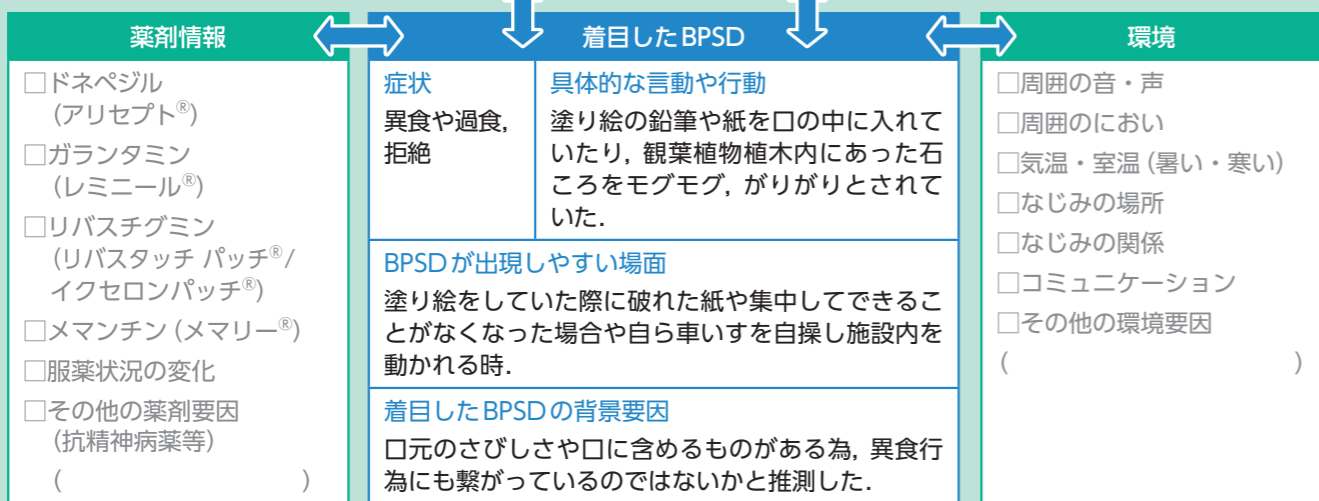 薬剤情報
□ドネペジル
(アリセプト®)
□ガランタミン
(レミニール®)
□リバスチグミン
(リバスタッチ パッチ®/
イクセロンパッチ®)
□メマンチン(メマリー®)
□服薬状況の変化
□その他の薬剤要因
(抗精神病薬等)
( )
着目したBPSD
症状
異食や過食,
拒絶
具体的な言動や行動
塗り絵の鉛筆や紙を口の中に入れて
いたり, 観葉植物植木内にあった石
ころをモグモグ, がりがりとされて
いた.
BPSDが出現しやすい場面
塗り絵をしていた際に破れた紙や集中してできるこ
とがなくなった場合や自ら車いすを自操し施設内を
動かれる時.
着目したBPSDの背景要因
口元のさびしさや口に含めるものがある為, 異食行
為にも繋がっているのではないかと推測した.
環境
□周囲の音・声
□周囲のにおい
□気温・室温(暑い・寒い)
□なじみの場所
□なじみの関係
□コミュニケーション
□その他の環境要因
( )